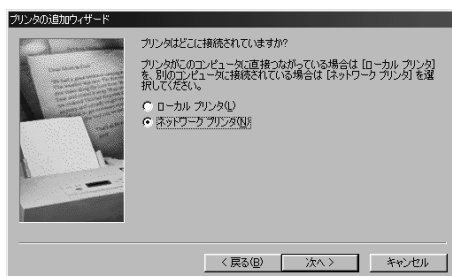 プリンタの追加ウィザード
プリンタはどこに接続されていますか?
プリンタがこのコンピュータに直接つながっている場合は [ローカル プリンタ]
を、別のコンピュータに接続されている場合は [ネットワーク プリンタ] を選
択してください。
ローカル プリンタ(L)
ネットワーク プリンタ(N)
< 戻る(B)
次へ >
キャンセル